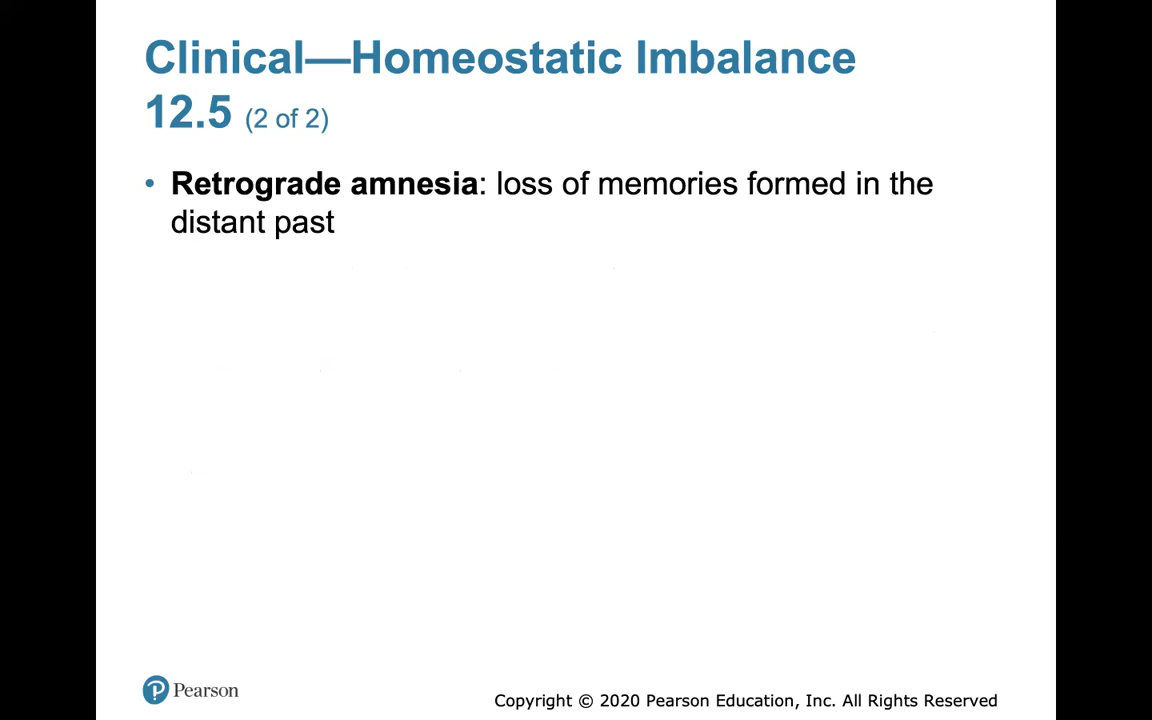 Clinical—Homeostatic Imbalance
12.5 (2 of 2)
• Retrograde amnesia: loss of memories formed in the
distant past
Pearson
Copyright © 2020 Pearson Education, Inc. All Rights Reserved